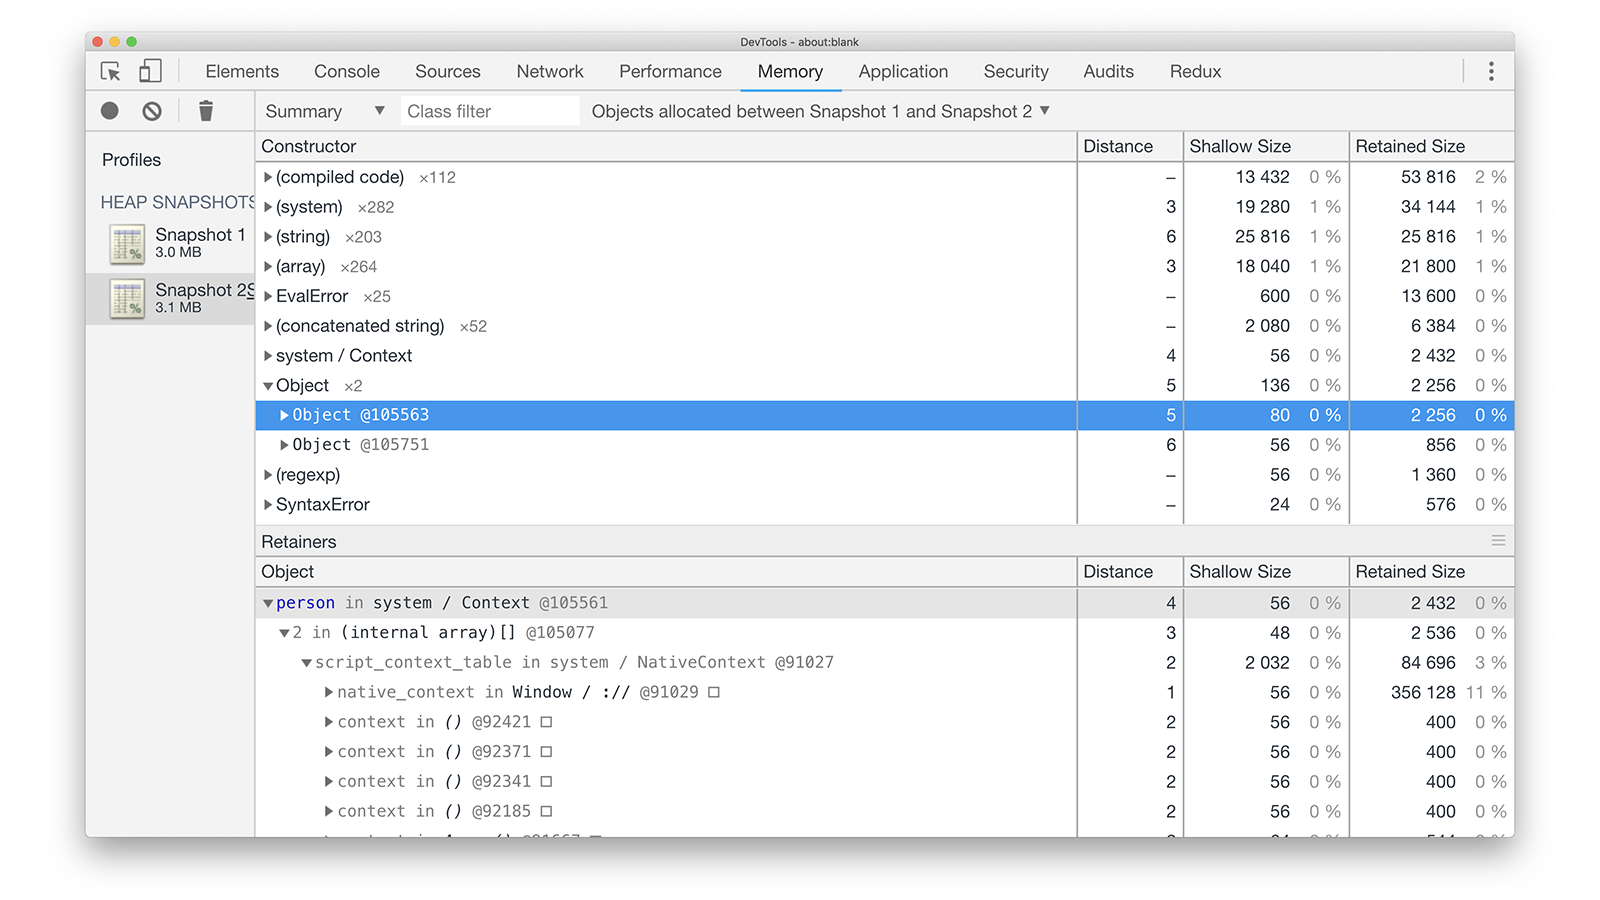 DevTools - about:blank
Elements Console Sources Network Performance Memory Application Security Audits Redux
Summary Class filter Objects allocated between Snapshot 1 and Snapshot 2
Profiles
HEAP SNAPSHOTS
Snapshot 1
3.0 MB
Snapshot 2S
3.1 MB
Constructor Distance Shallow Size Retained Size
(compiled code) ×112 – 13 432 0 % 53 816 2 %
(system) ×282 3 19 280 1 % 34 144 1 %
(string) ×203 6 25 816 1 % 25 816 1 %
(array) ×264 3 18 040 1 % 21 800 1 %
EvalError ×25 – 600 0 % 13 600 0 %
(concatenated string) ×52 – 2 080 0 % 6 384 0 %
system / Context 4 56 0 % 2 432 0 %
Object ×2 5 136 0 % 2 256 0 %
Object @105563 5 80 0 % 2 256 0 %
Object @105751 6 56 0 % 856 0 %
(regexp) – 56 0 % 1 360 0 %
SyntaxError – 24 0 % 576 0 %
Retainers
Object Distance Shallow Size Retained Size
person in system / Context @105561 4 56 0 % 2 432 0 %
2 in (internal array)[] @105077 3 48 0 % 2 536 0 %
script_context_table in system / NativeContext @91027 2 2 032 0 % 84 696 3 %
native_context in Window / :// @91029 1 56 0 % 356 128 11 %
context in () @92421 2 56 0 % 400 0 %
context in () @92371 2 56 0 % 400 0 %
context in () @92341 2 56 0 % 400 0 %
context in () @92185 2 56 0 % 400 0 %